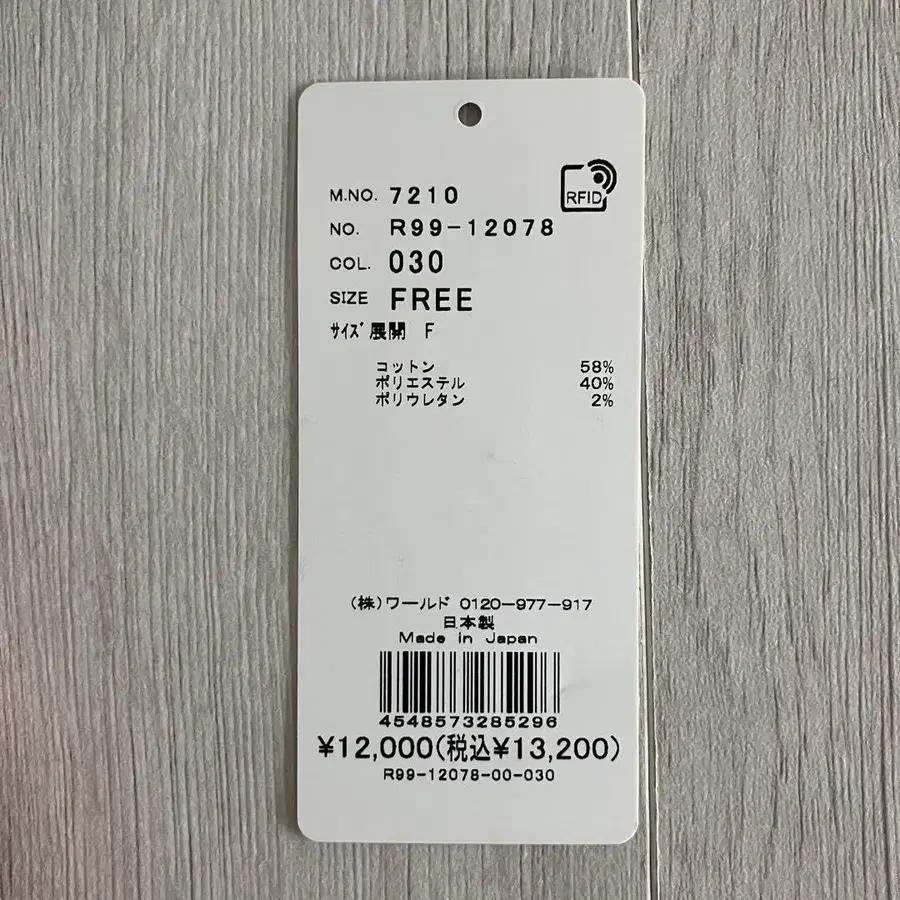 RFID
M.NO. 7210
NO. R99-12078
COL. 030
SIZE FREE
ｻｲｽﾞ展開 F
コットン 58%
ポリエステル 40%
ポリウレタン 2%
(株)ワールド 0120-977-917
日本製
Made in Japan
4548573285296
¥12,000(税込¥13,200)
R99-12078-00-030